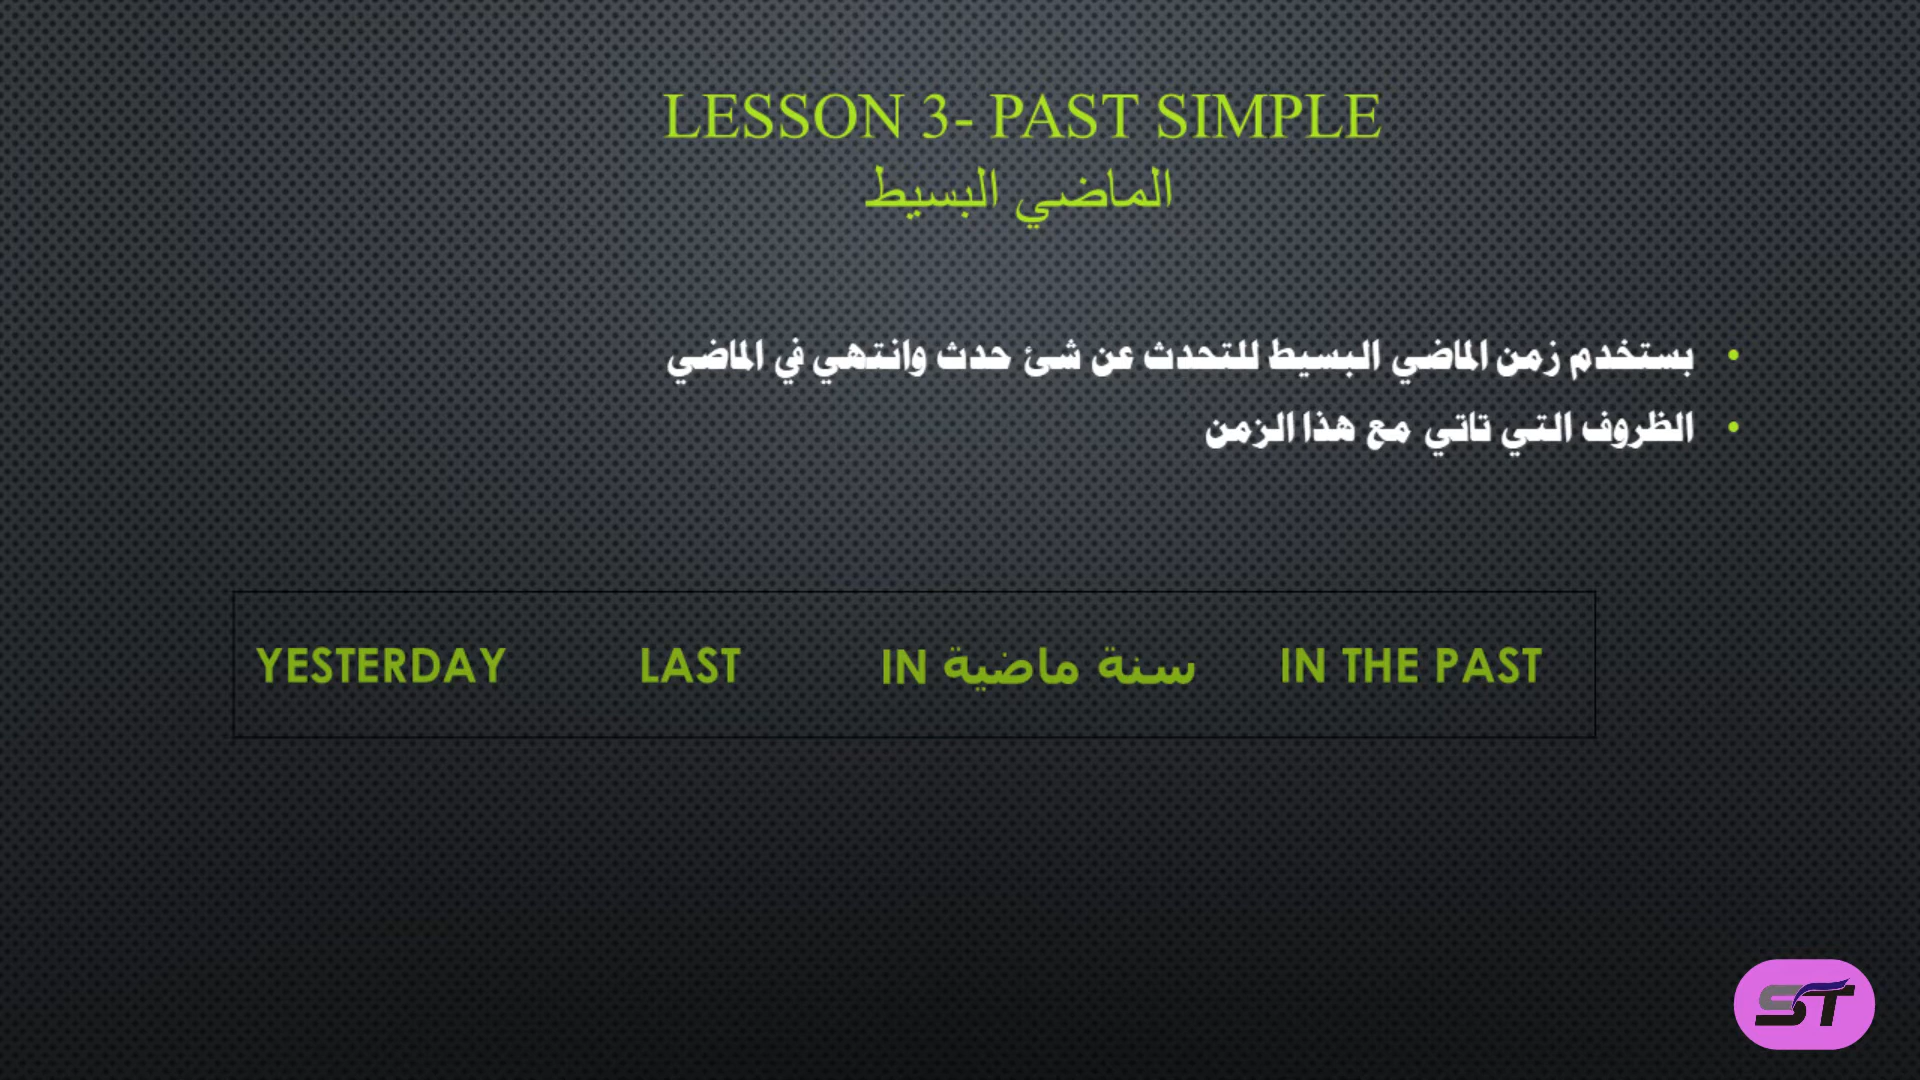 LESSON 3- PAST SIMPLE
الماضي البسيط
بستخدم زمن الماضي البسيط للتحدث عن شئ حدث وانتهي في الماضي
الظروف التي تاتي مع هذا الزمن
YESTERDAY LAST IN سنة ماضية IN THE PAST
ST